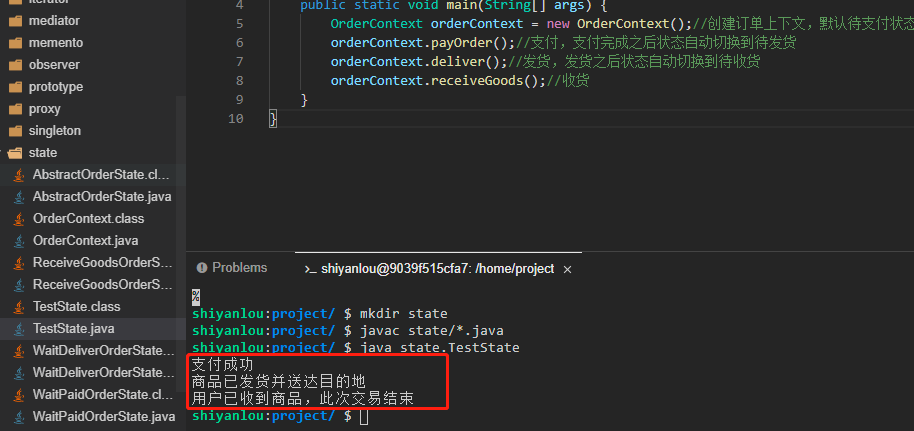 iterator
mediator
memento
observer
prototype
proxy
singleton
state
AbstractOrderState.cl...
AbstractOrderState.java
OrderContext.class
OrderContext.java
ReceiveGoodsOrderS...
ReceiveGoodsOrderS...
TestState.class
TestState.java
WaitDeliverOrderState...
WaitDeliverOrderState...
WaitPaidOrderState.cl...
WaitPaidOrderState.java
4 public static void main(String[] args) {
5 OrderContext orderContext = new OrderContext();//创建订单上下文，默认待支付状态
6 orderContext.payOrder();//支付，支付完成之后状态自动切换到待发货
7 orderContext.deliver();//发货，发货之后状态自动切换到待收货
8 orderContext.receiveGoods();//收货
9 }
10 }
Problems
>_ shiyanlou@9039f515cfa7: /home/project ×
%
shiyanlou:project/ $ mkdir state
shiyanlou:project/ $ javac state/*.java
shiyanlou:project/ $ java state.TestState
支付成功
商品已发货并送达目的地
用户已收到商品，此次交易结束
shiyanlou:project/ $